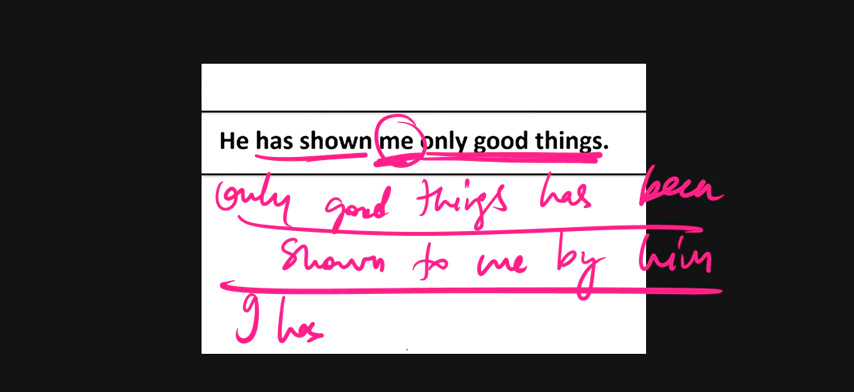 He has shown me only good things.
only good things has been
shown to me by him
I has